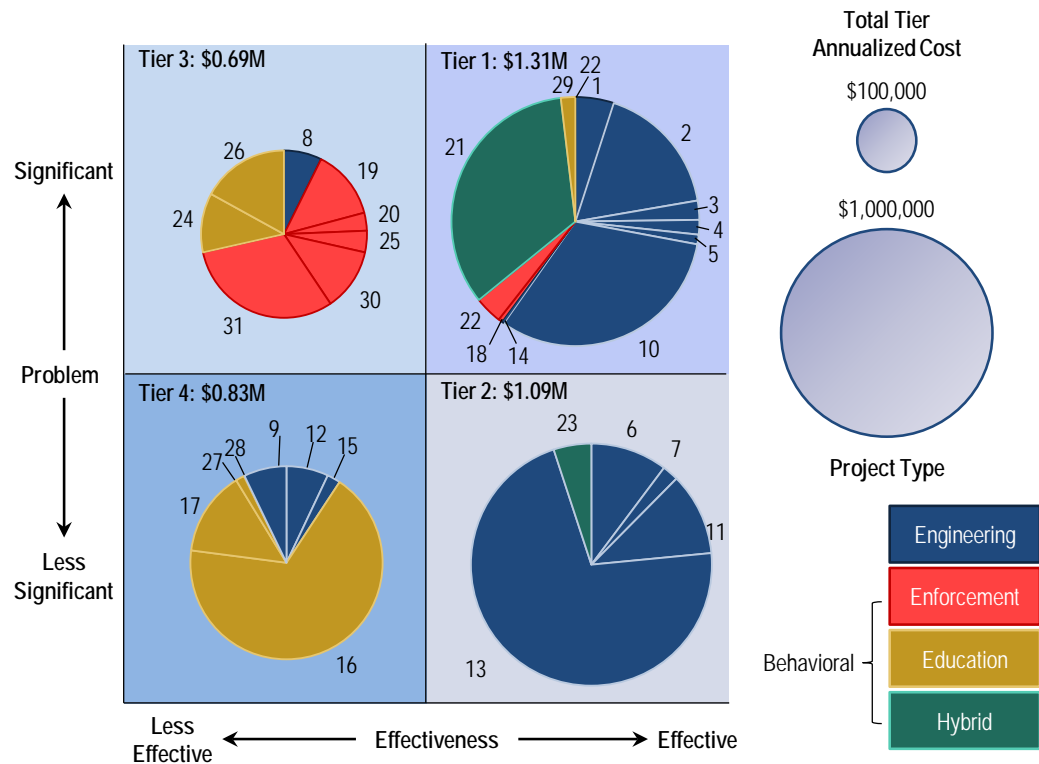 Tier 3: $0.69M
8
19
20
25
30
31
24
26
Tier 1: $1.31M
22
29
1
2
3
4
5
10
14
18
22
21
Tier 4: $0.83M
9
12
15
28
27
17
16
Tier 2: $1.09M
23
6
7
11
13
Significant
Problem
Less
Significant
Less
Effective
Effectiveness
Effective
Total Tier
Annualized Cost
$100,000
$1,000,000
Project Type
Engineering
Enforcement
Behavioral
Education
Hybrid